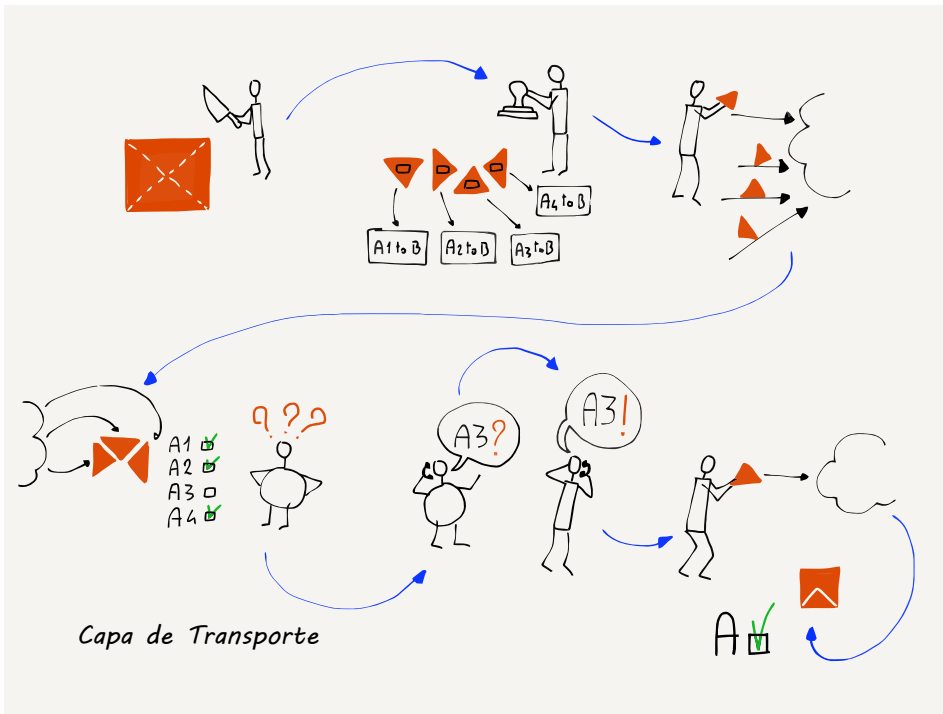 A4 to B
A1 to B
A2 to B
A3 to B
? ? ?
A3?
A3!
A1
A2
A3
A4
A
Capa de Transporte